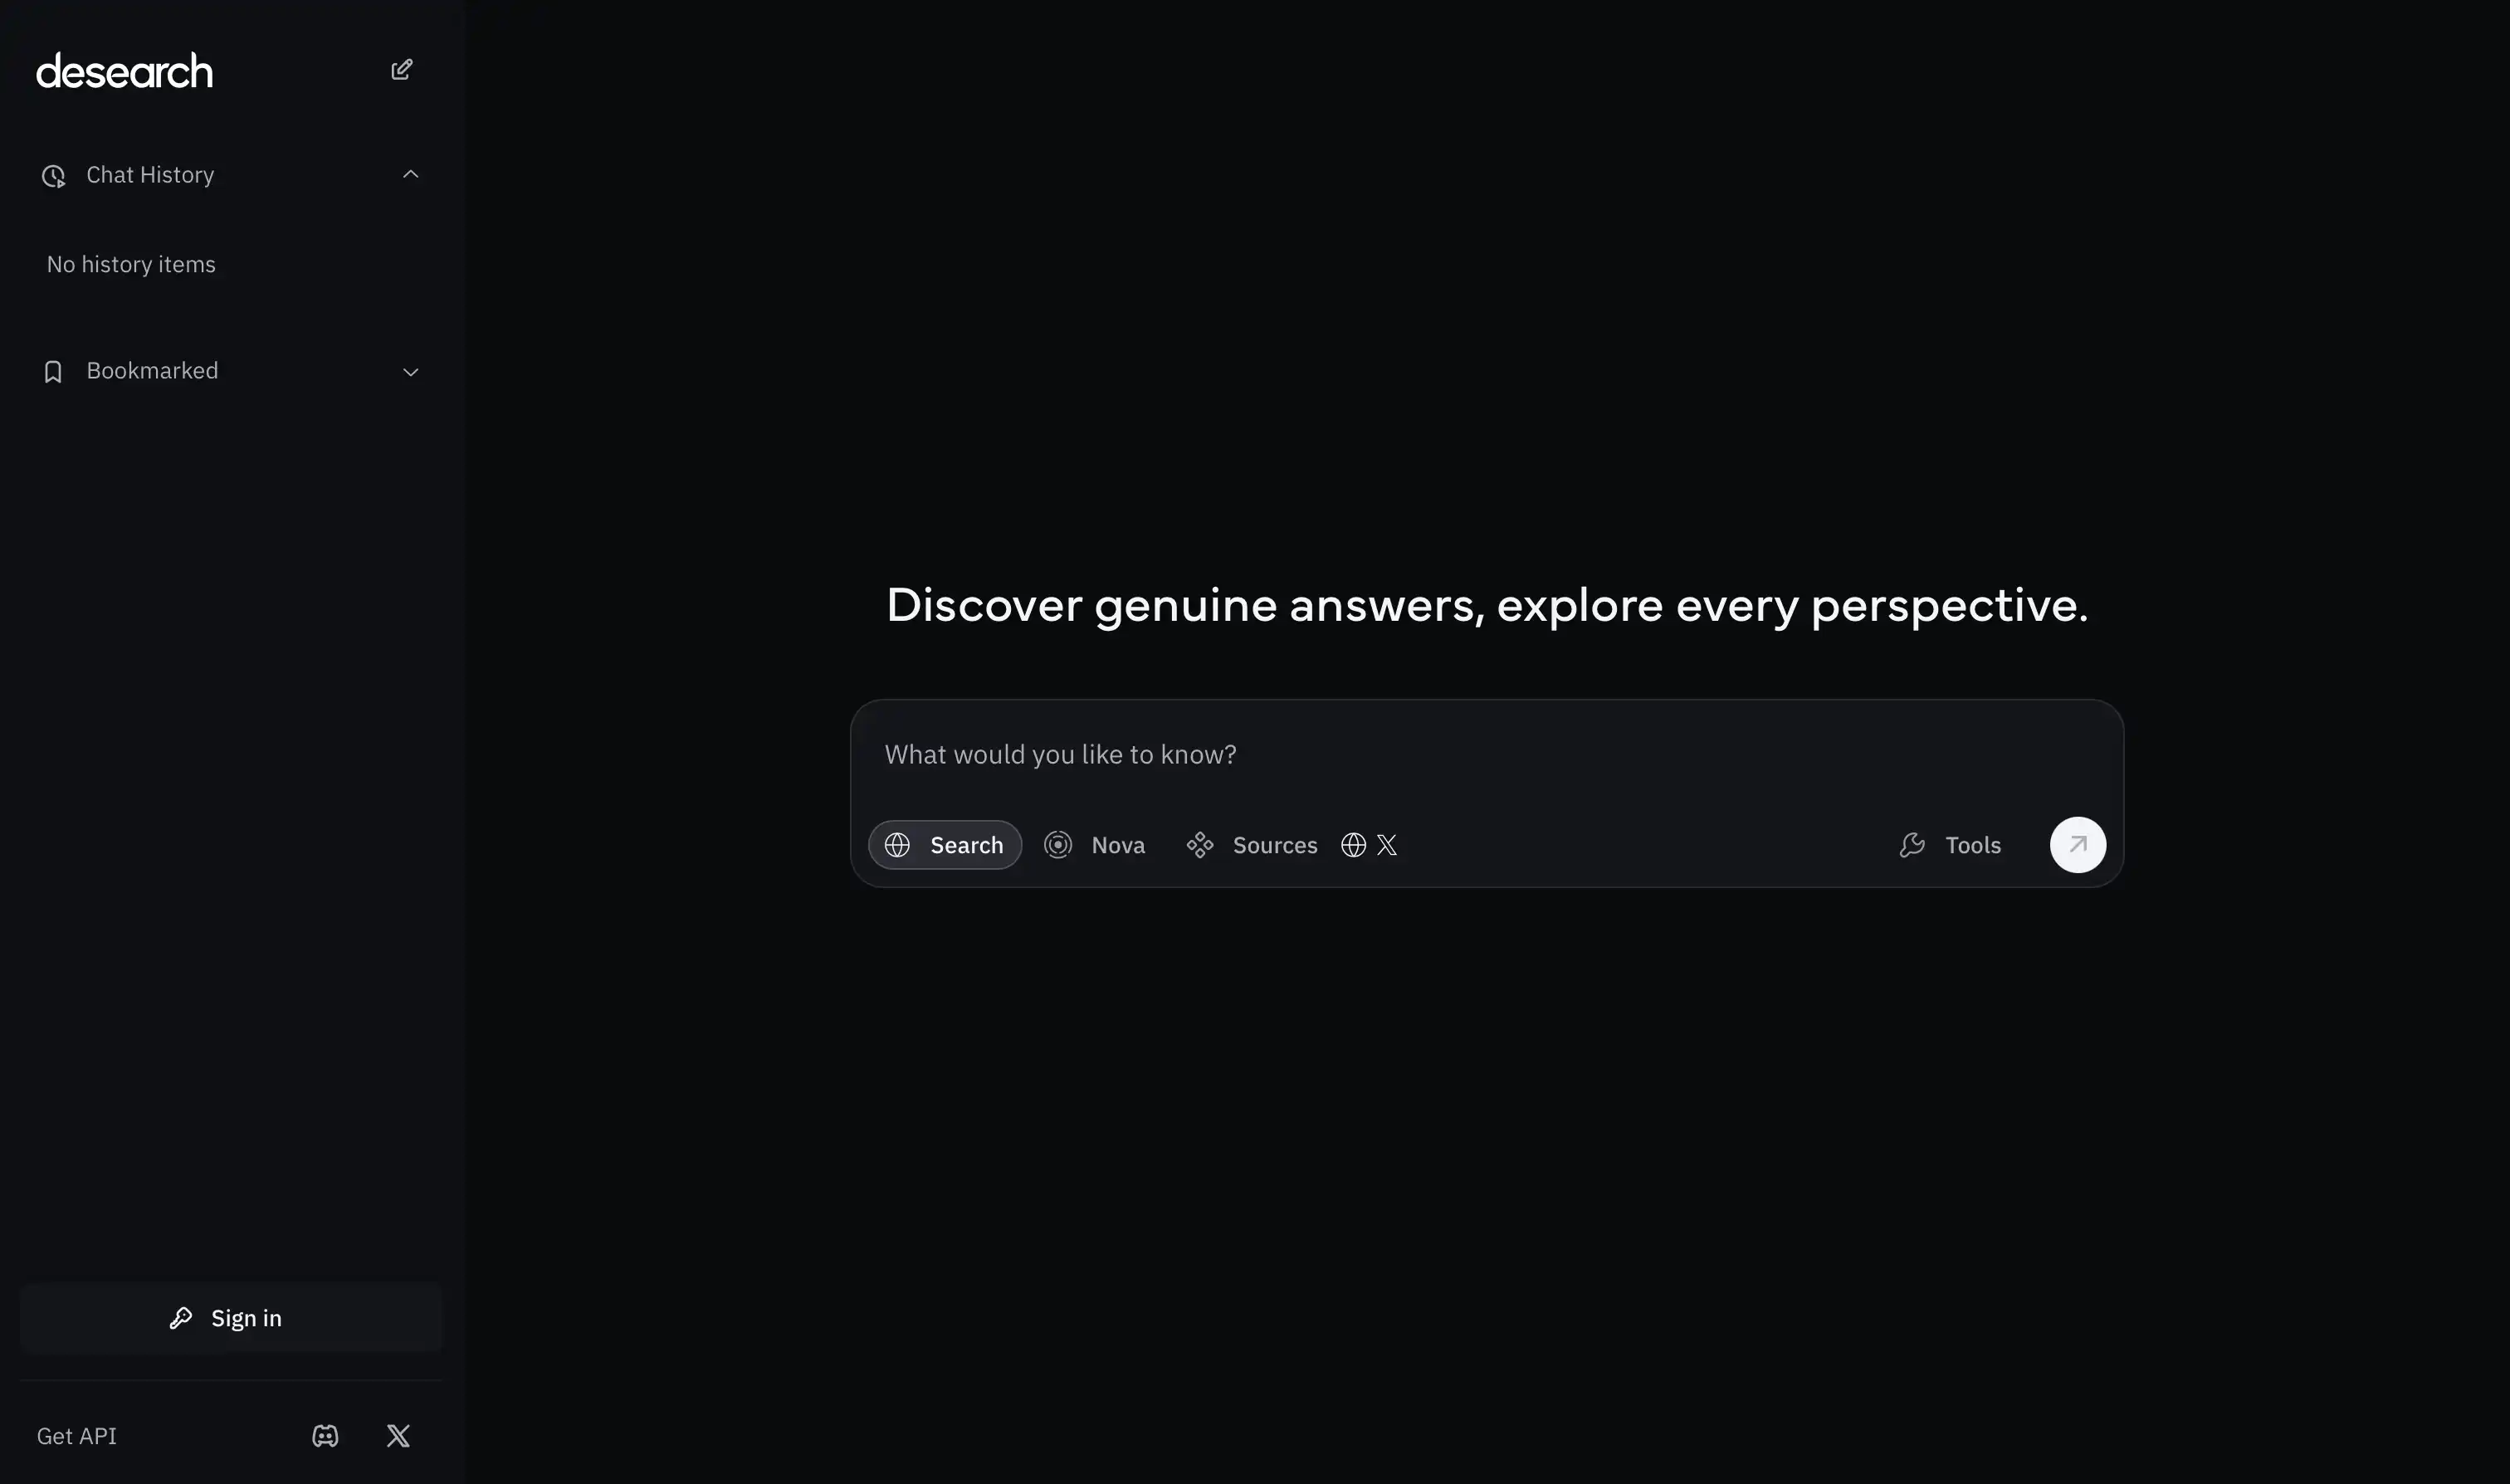 desearch
Chat History
No history items
Bookmarked
Discover genuine answers, explore every perspective.
What would you like to know?
Search Nova Sources Tools
Sign in
Get API